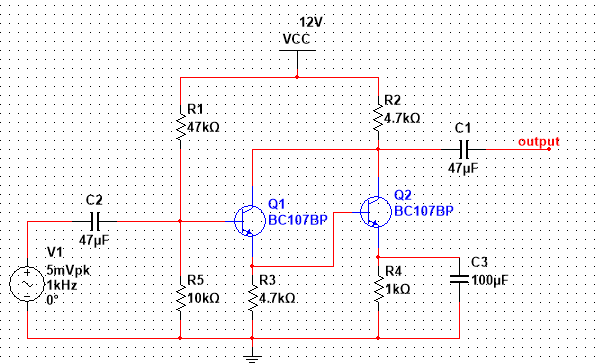 12V
VCC
R1
47kΩ
R2
4.7kΩ
C1
47µF
output
Q1
BC107BP
Q2
BC107BP
C2
47µF
V1
5mVpk
1kHz
0°
R5
10kΩ
R3
4.7kΩ
R4
1kΩ
C3
100µF